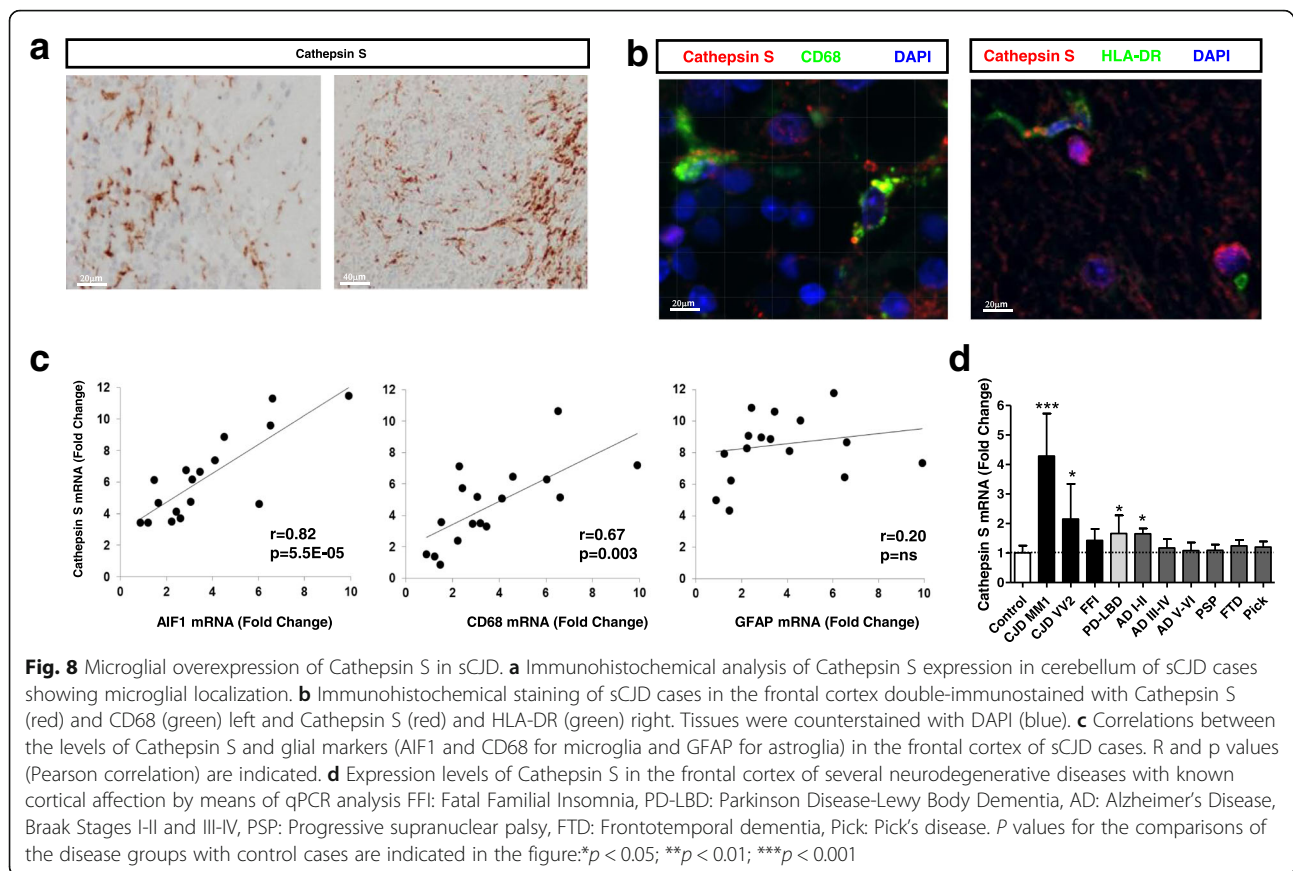 a
Cathepsin S
20µm
40µm
b
Cathepsin S CD68 DAPI
Cathepsin S HLA-DR DAPI
20µm
20µm
c
Cathepsin S mRNA (Fold Change)
12
10
8
6
4
2
0
0 2 4 6 8 10
r=0.82
p=5.5E-05
AIF1 mRNA (Fold Change)
12
10
8
6
4
2
0
0 2 4 6 8 10
r=0.67
p=0.003
CD68 mRNA (Fold Change)
12
10
8
6
4
2
0
0 2 4 6 8 10
r=0.20
p=ns
GFAP mRNA (Fold Change)
d
Cathepsin S mRNA (Fold Change)
6
5
4
3
2
1
0
***
*
*
*
Control
CJD MM1
CJD VV2
FFI
PD-LBD
AD I-II
AD III-IV
AD V-VI
PSP
FTD
Pick
Fig. 8 Microglial overexpression of Cathepsin S in sCJD. a Immunohistochemical analysis of Cathepsin S expression in cerebellum of sCJD cases
showing microglial localization. b Immunohistochemical staining of sCJD cases in the frontal cortex double-immunostained with Cathepsin S
(red) and CD68 (green) left and Cathepsin S (red) and HLA-DR (green) right. Tissues were counterstained with DAPI (blue). c Correlations between
the levels of Cathepsin S and glial markers (AIF1 and CD68 for microglia and GFAP for astroglia) in the frontal cortex of sCJD cases. R and p values
(Pearson correlation) are indicated. d Expression levels of Cathepsin S in the frontal cortex of several neurodegenerative diseases with known
cortical affection by means of qPCR analysis FFI: Fatal Familial Insomnia, PD-LBD: Parkinson Disease-Lewy Body Dementia, AD: Alzheimer's Disease,
Braak Stages I-II and III-IV, PSP: Progressive supranuclear palsy, FTD: Frontotemporal dementia, Pick: Pick's disease. P values for the comparisons of
the disease groups with control cases are indicated in the figure:*p < 0.05; **p < 0.01; ***p < 0.001